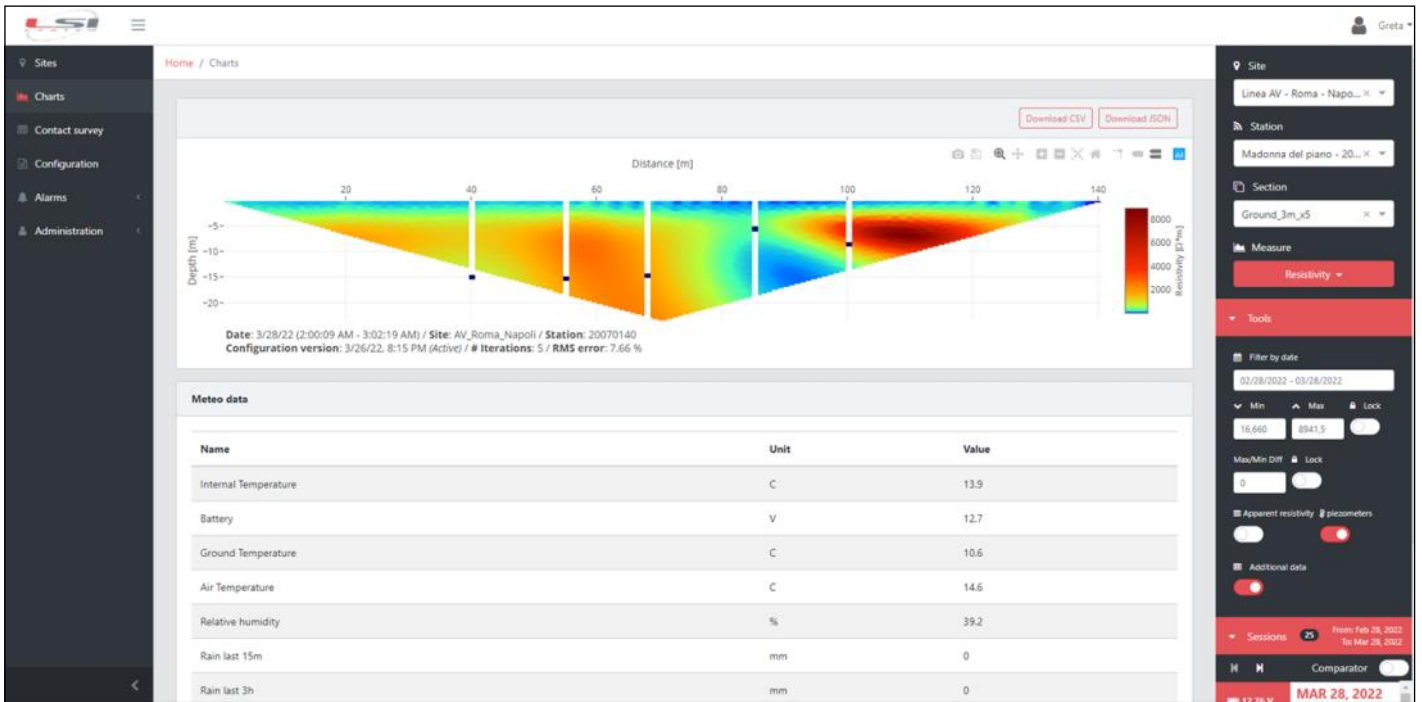 LSI
Greta
Sites
Charts
Contact survey
Configuration
Alarms
Administration
Home / Charts
Download CSV
Download JSON
Distance [m]
20 40 60 80 100 120 140
Depth [m]
-5
-10
-15
-20
8000
6000
4000
2000
Resistivity [Ω*m]
Date: 3/28/22 (2:00:09 AM - 3:02:19 AM) / Site: AV_Roma_Napoli / Station: 20070140
Configuration version: 3/26/22, 8:15 PM (Active) / # Iterations: 5 / RMS error: 7.66 %
Meteo data
Name Unit Value
Internal Temperature C 13.9
Battery V 12.7
Ground Temperature C 10.6
Air Temperature C 14.6
Relative humidity % 39.2
Rain last 15m mm 0
Rain last 3h mm 0
Site
Linea AV - Roma - Napo...
Station
Madonna del piano - 20...
Section
Ground_3m_x5
Measure
Resistivity
Tools
Filter by date
02/28/2022 - 03/28/2022
Min Max Lock
16,660 8941,5
Max/Min Diff Lock
0
Apparent resistivity piezometers
Additional data
Sessions 25 From: Feb 28, 2022
To: Mar 28, 2022
Comparator
12.76 V MAR 28, 2022